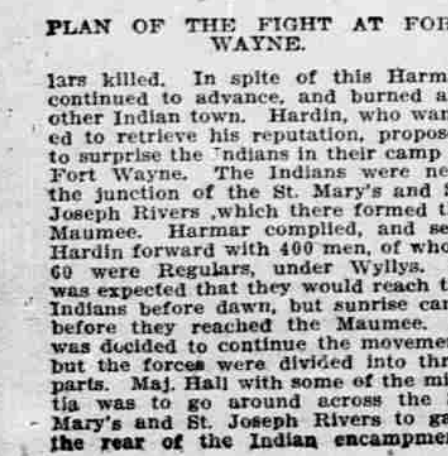 PLAN OF THE FIGHT AT FOR
WAYNE.
lars killed. In spite of this Harm
continued to advance, and burned a
other Indian town. Hardin, who wan
ed to retrieve his reputation, propos
to surprise the Indians in their camp
Fort Wayne. The Indians were ne
the junction of the St. Mary's and
Joseph Rivers ,which there formed t
Maumee. Harmar complied, and se
Hardin forward with 400 men, of who
60 were Regulars, under Wyllys.
was expected that they would reach t
Indians before dawn, but sunrise cam
before they reached the Maumee.
was decided to continue the moveme
but the forces were divided into thr
parts. Maj. Hall with some of the mi
tia was to go around across the
Mary's and St. Joseph Rivers to ga
the rear of the Indian encampme